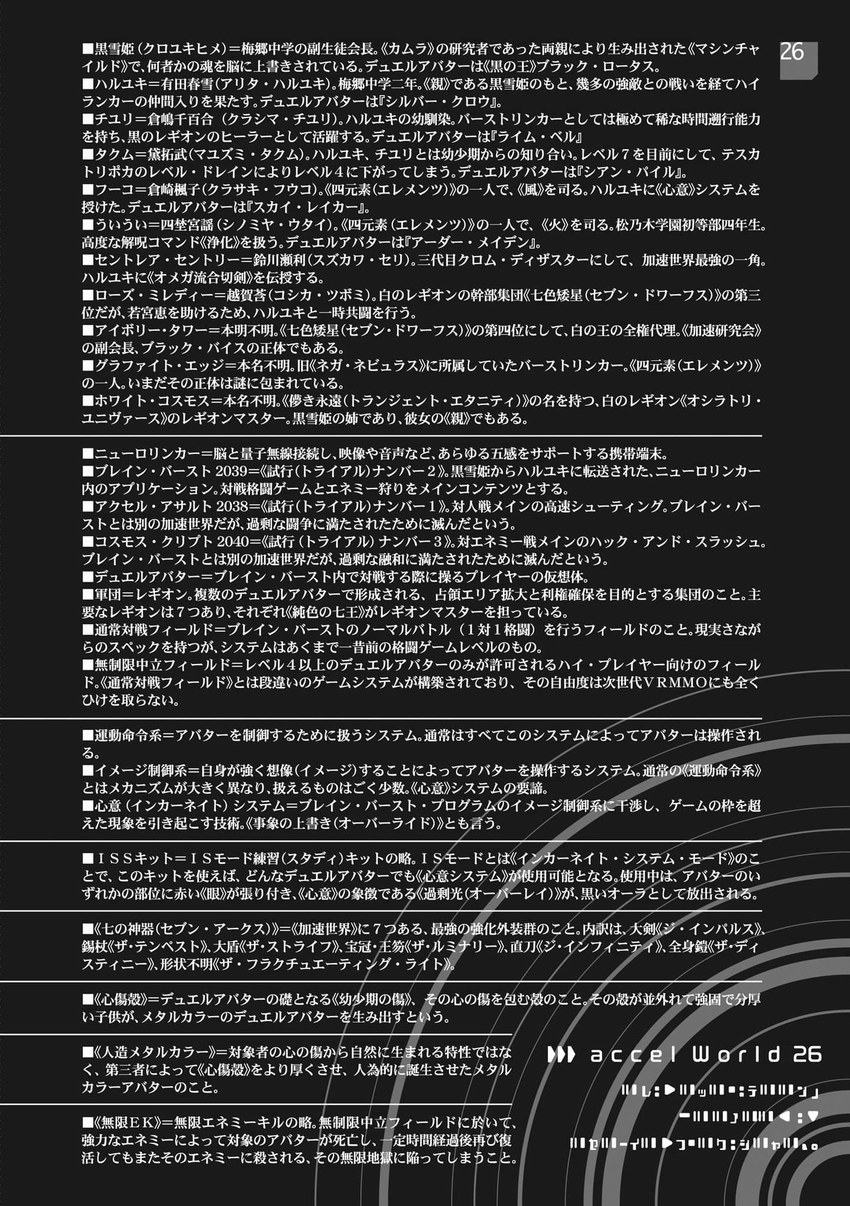 26
■黒雪姫（クロユキヒメ）＝梅郷中学の副生徒会長。《カムラ》の研究者であった両親により生み出された《マシンチャ
イルド》で、何者かの魂を脳に上書きされている。デュエルアバターは《黒の王》ブラック・ロータス。
■ハルユキ＝有田春雪（アリタ・ハルユキ）。梅郷中学二年。《親》である黒雪姫のもと、幾多の強敵との戦いを経てハイ
ランカーの仲間入りを果たす。デュエルアバターは『シルバー・クロウ』。
■チユリ＝倉嶋千百合（クラシマ・チユリ）。ハルユキの幼馴染。バーストリンカーとしては極めて稀な時間遡行能力
を持ち、黒のレギオンのヒーラーとして活躍する。デュエルアバターは『ライム・ベル』
■タクム＝黛拓武（マユズミ・タクム）。ハルユキ、チユリとは幼少期からの知り合い。レベル７を目前にして、テスカ
トリポカのレベル・ドレインによりレベル４に下がってしまう。デュエルアバターは『シアン・パイル』。
■フーコ＝倉崎楓子（クラサキ・フウコ）。《四元素（エレメンツ）》の一人で、《風》を司る。ハルユキに《心意》システムを
授けた。デュエルアバターは『スカイ・レイカー』。
■ういうい＝四埜宮謡（シノミヤ・ウタイ）。《四元素（エレメンツ）》の一人で、《火》を司る。松乃木学園初等部四年生。
高度な解呪コマンド《浄化》を扱う。デュエルアバターは『アーダー・メイデン』。
■セントレア・セントリー＝鈴川瀬利（スズカワ・セリ）。三代目クロム・ディザスターにして、加速世界最強の一角。
ハルユキに《オメガ流合切剣》を伝授する。
■ローズ・ミレディー＝越賀莟（コシカ・ツボミ）。白のレギオンの幹部集団《七色矮星（セブン・ドワーフス）》の第三
位だが、若宮恵を助けるため、ハルユキと一時共闘を行う。
■アイボリー・タワー＝本明不明。《七色矮星（セブン・ドワーフス）》の第四位にして、白の王の全権代理。《加速研究会》
の副会長、ブラック・バイスの正体でもある。
■グラファイト・エッジ＝本名不明。旧《ネガ・ネビュラス》に所属していたバーストリンカー。《四元素（エレメンツ）》
の一人。いまだその正体は謎に包まれている。
■ホワイト・コスモス＝本名不明。《儚き永遠（トランジェント・エタニティ）》の名を持つ、白のレギオン《オシラトリ・
ユニヴァース》のレギオンマスター。黒雪姫の姉であり、彼女の《親》でもある。
■ニューロリンカー＝脳と量子無線接続し、映像や音声など、あらゆる五感をサポートする携帯端末。
■ブレイン・バースト 2039＝《試行（トライアル）ナンバー２》。黒雪姫からハルユキに転送された、ニューロリンカー
内のアプリケーション。対戦格闘ゲームとエネミー狩りをメインコンテンツとする。
■アクセル・アサルト 2038＝《試行（トライアル）ナンバー１》。対人戦メインの高速シューティング。ブレイン・バー
ストとは別の加速世界だが、過剰な闘争に満たされたために滅んだという。
■コスモス・クリプト 2040＝《試行（トライアル）ナンバー３》。対エネミー戦メインのハック・アンド・スラッシュ。
ブレイン・バーストとは別の加速世界だが、過剰な融和に満たされたために滅んだという。
■デュエルアバター＝ブレイン・バースト内で対戦する際に操るプレイヤーの仮想体。
■軍団＝レギオン。複数のデュエルアバターで形成される、占領エリア拡大と利権確保を目的とする集団のこと。主
要なレギオンは７つあり、それぞれ《純色の七王》がレギオンマスターを担っている。
■通常対戦フィールド＝ブレイン・バーストのノーマルバトル（１対１格闘）を行うフィールドのこと。現実さながら
らのスペックを持つが、システムはあくまで一昔前の格闘ゲームレベルのもの。
■無制限中立フィールド＝レベル４以上のデュエルアバターのみが許可されるハイ・プレイヤー向けのフィール
ド。《通常対戦フィールド》とは段違いのゲームシステムが構築されており、その自由度は次世代ＶＲＭＭＯにも全く
ひけを取らない。
■運動命令系＝アバターを制御するために扱うシステム。通常はすべてこのシステムによってアバターは操作され
る。
■イメージ制御系＝自身が強く想像（イメージ）することによってアバターを操作するシステム。通常の《運動命令系》
とはメカニズムが大きく異なり、扱えるものはごく少数。《心意》システムの要諦。
■心意（インカーネイト）システム＝ブレイン・バースト・プログラムのイメージ制御系に干渉し、ゲームの枠を超
えた現象を引き起こす技術。《事象の上書き（オーバーライド）》とも言う。
■ＩＳＳキット＝ＩＳモード練習（スタディ）キットの略。ＩＳモードとは《インカーネイト・システム・モード》のこ
とで、このキットを使えば、どんなデュエルアバターでも《心意システム》が使用可能となる。使用中は、アバターのい
ずれかの部位に赤い《眼》が張り付き、《心意》の象徴である《過剰光（オーバーレイ）》が、黒いオーラとして放出される。
■《七の神器（セブン・アークス）》＝《加速世界》に７つある、最強の強化外装群のこと。内訳は、大剣《ジ・インパルス》、
錫杖《ザ・テンペスト》、大盾《ザ・ストライフ》、宝冠・王笏《ザ・ルミナリー》、直刀《ジ・インフィニティ》、全身鎧《ザ・ディ
スティニー》、形状不明《ザ・フラクチュエーティング・ライト》。
■《心傷殻》＝デュエルアバターの礎となる《幼少期の傷》、その心の傷を包む殻のこと。その殻が並外れて強固で分厚
い子供が、メタルカラーのデュエルアバターを生み出すという。
■《人造メタルカラー》＝対象者の心の傷から自然に生まれる特性ではな
く、第三者によって《心傷殻》をより厚くさせ、人為的に誕生させたメタル
カラーアバターのこと。
■《無限ＥＫ》＝無限エネミーキルの略。無制限中立フィールドに於いて、
強力なエネミーによって対象のアバターが死亡し、一定時間経過後再び復
活してもまたそのエネミーに殺される、その無限地獄に陥ってしまうこと。
accel World 26